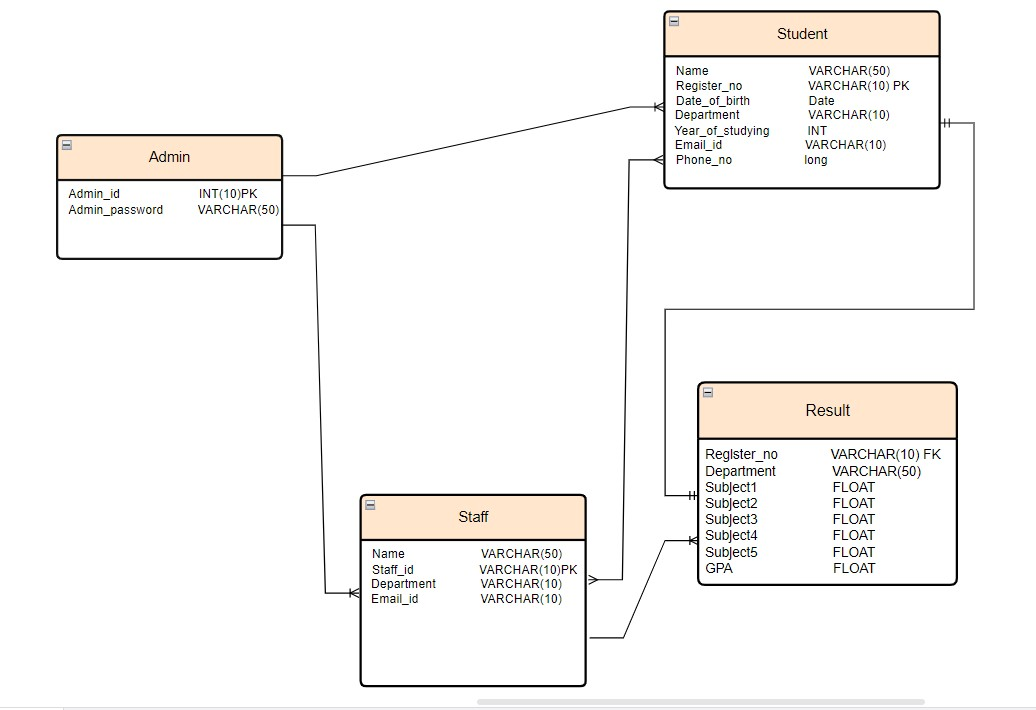 Student
Name VARCHAR(50)
Register_no VARCHAR(10) PK
Date_of_birth Date
Department VARCHAR(10)
Year_of_studying INT
Email_id VARCHAR(10)
Phone_no long
Admin
Admin_id INT(10)PK
Admin_password VARCHAR(50)
Result
Register_no VARCHAR(10) FK
Department VARCHAR(50)
Subject1 FLOAT
Subject2 FLOAT
Subject3 FLOAT
Subject4 FLOAT
Subject5 FLOAT
GPA FLOAT
Staff
Name VARCHAR(50)
Staff_id VARCHAR(10)PK
Department VARCHAR(10)
Email_id VARCHAR(10)